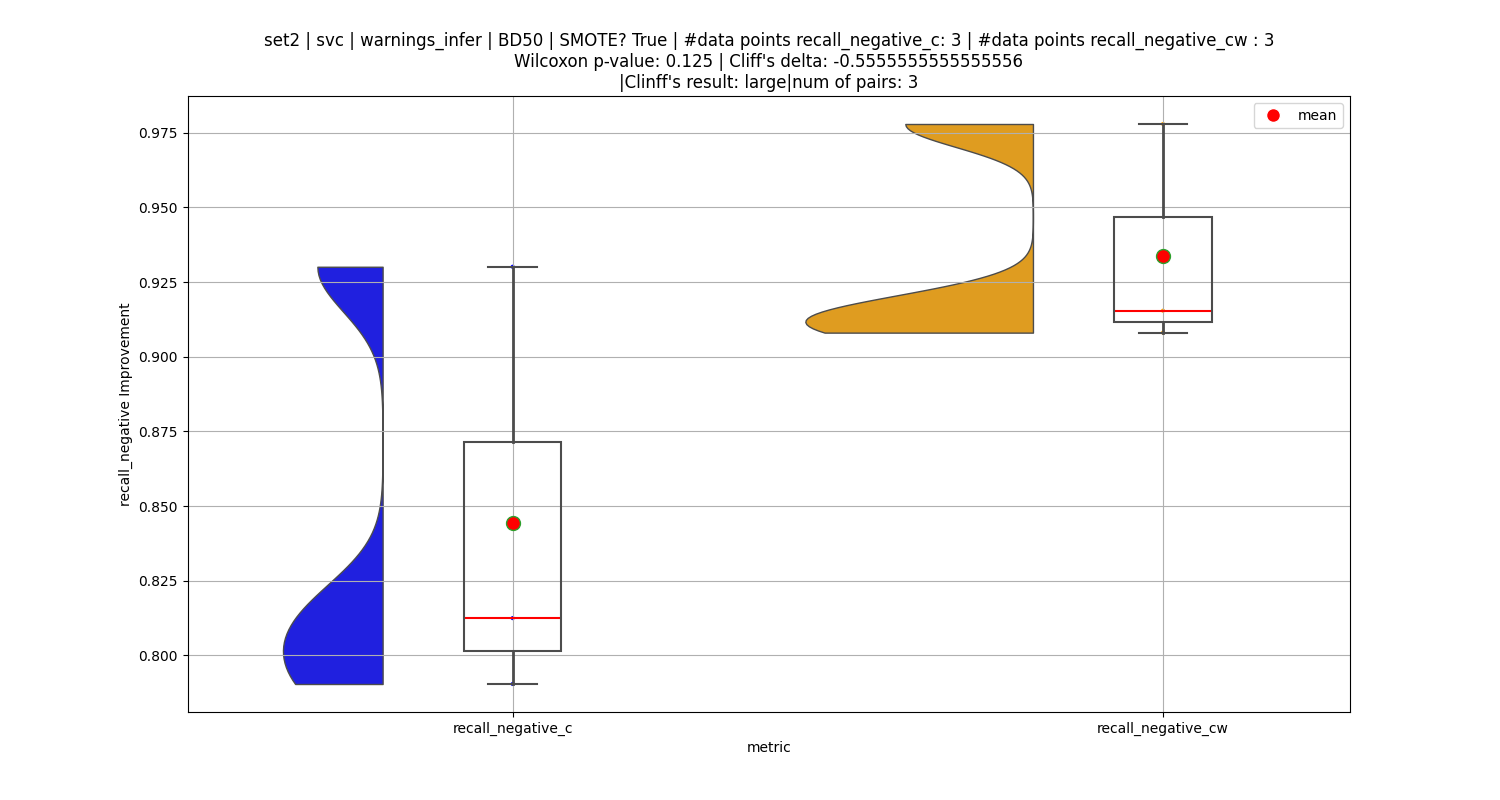 set2 | svc | warnings_infer | BD50 | SMOTE? True | #data points recall_negative_c: 3 | #data points recall_negative_cw : 3
Wilcoxon p-value: 0.125 | Cliff's delta: -0.5555555555555556
|Clinff's result: large|num of pairs: 3
mean
0.975
0.950
0.925
0.900
0.875
0.850
0.825
0.800
recall_negative Improvement
recall_negative_c
recall_negative_cw
metric